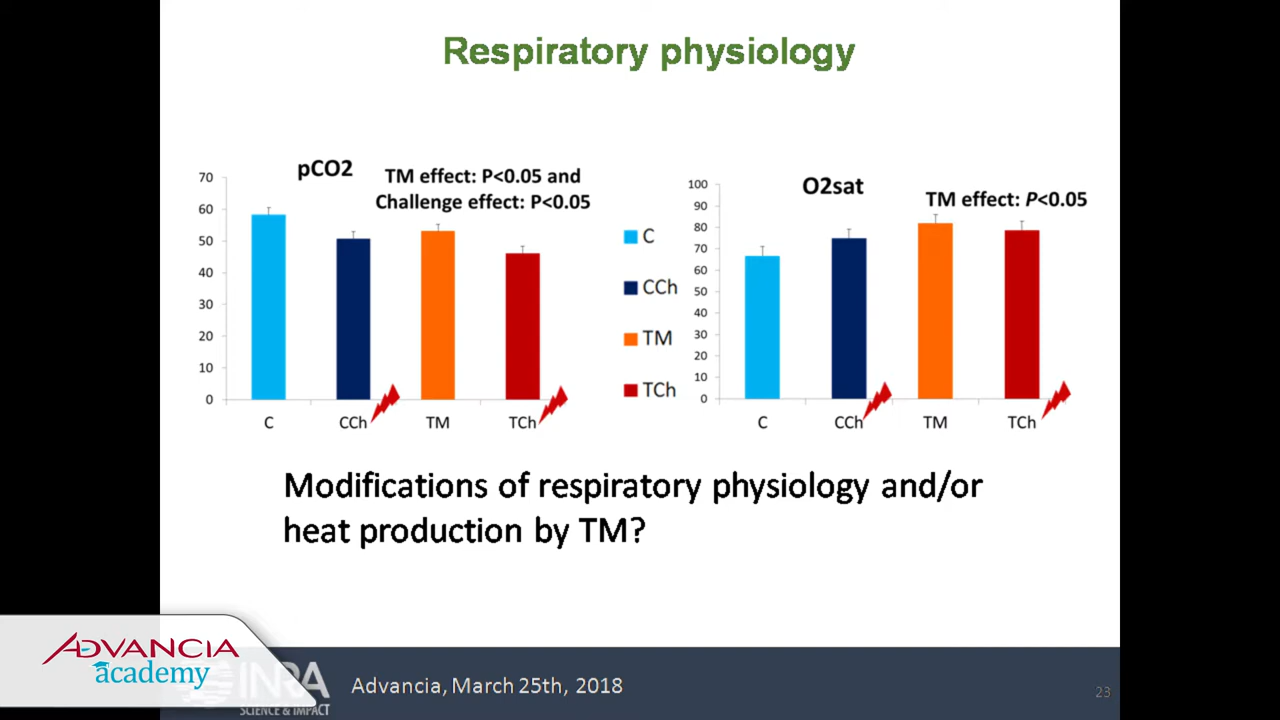 Respiratory physiology
pCO2
TM effect: P<0.05 and
Challenge effect: P<0.05
70
60
50
40
30
20
10
0
C
CCh
TM
TCh
C
CCh
TM
TCh
O2sat
TM effect: P<0.05
100
90
80
70
60
50
40
30
20
10
0
C
CCh
TM
TCh
Modifications of respiratory physiology and/or
heat production by TM?
ADVANCIA
academy
INRA
SCIENCE & IMPACT
Advancia, March 25th, 2018
23